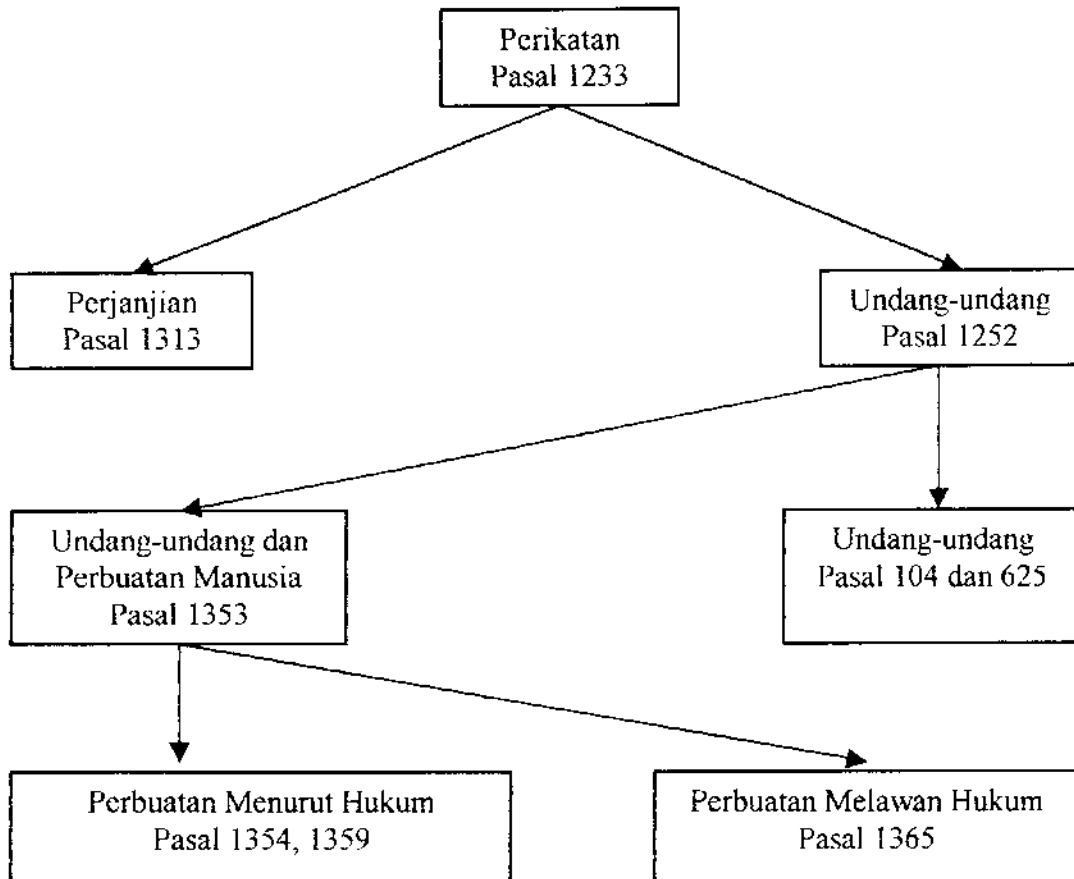 Perikatan
Pasal 1233
Perjanjian
Pasal 1313
Undang-undang
Pasal 1252
Undang-undang dan
Perbuatan Manusia
Pasal 1353
Undang-undang
Pasal 104 dan 625
Perbuatan Menurut Hukum
Pasal 1354, 1359
Perbuatan Melawan Hukum
Pasal 1365